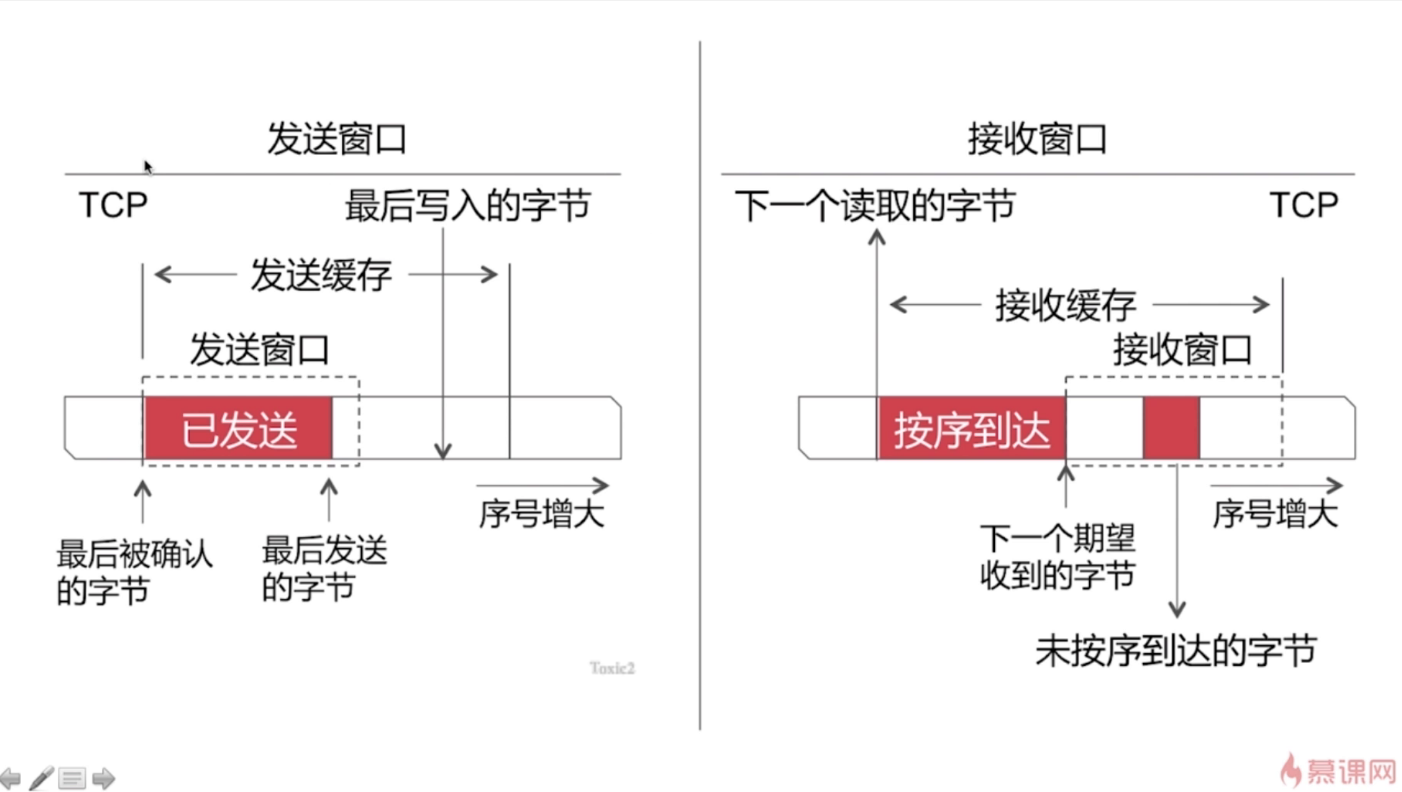 发送窗口
TCP
最后写入的字节
发送缓存
发送窗口
已发送
序号增大
最后被确认
的字节
最后发送
的字节
Toxic2
接收窗口
下一个读取的字节
TCP
接收缓存
接收窗口
按序到达
序号增大
下一个期望
收到的字节
未按序到达的字节
慕课网